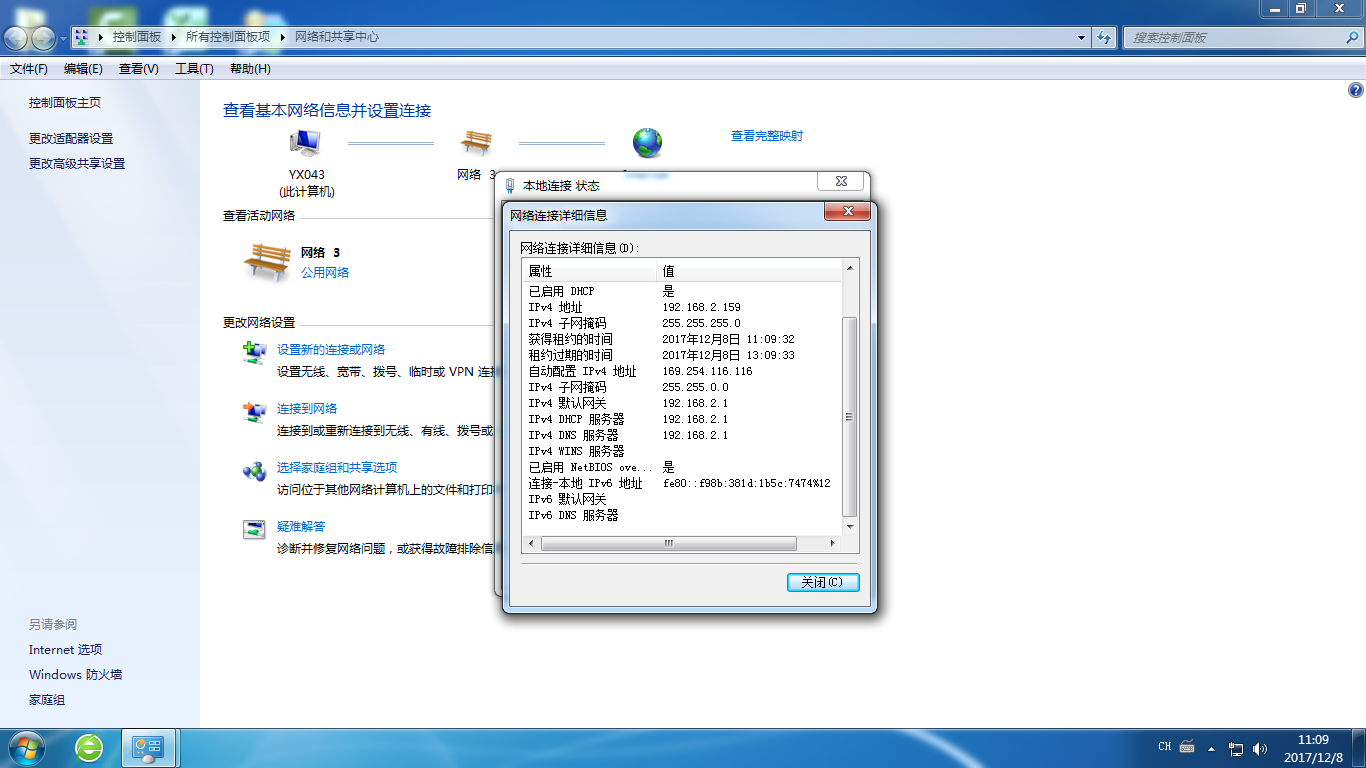 控制面板 ▸ 所有控制面板项 ▸ 网络和共享中心
搜索控制面板
文件(F) 编辑(E) 查看(V) 工具(T) 帮助(H)
控制面板主页
更改适配器设置
更改高级共享设置
查看基本网络信息并设置连接
查看完整映射
YX043
(此计算机)
网络 3
查看活动网络
网络 3
公用网络
更改网络设置
设置新的连接或网络
设置无线、宽带、拨号、临时或 VPN 连接
连接到网络
连接到或重新连接到无线、有线、拨号或
选择家庭组和共享选项
访问位于其他网络计算机上的文件和打印
疑难解答
诊断并修复网络问题，或获得故障排除信息
另请参阅
Internet 选项
Windows 防火墙
家庭组
本地连接 状态
网络连接详细信息
网络连接详细信息(D):
属性 值
已启用 DHCP 是
IPv4 地址 192.168.2.159
IPv4 子网掩码 255.255.255.0
获得租约的时间 2017年12月8日 11:09:32
租约过期的时间 2017年12月8日 13:09:33
自动配置 IPv4 地址 169.254.116.116
IPv4 子网掩码 255.255.0.0
IPv4 默认网关 192.168.2.1
IPv4 DHCP 服务器 192.168.2.1
IPv4 DNS 服务器 192.168.2.1
IPv4 WINS 服务器
已启用 NetBIOS ove... 是
连接-本地 IPv6 地址 fe80::f98b:381d:1b5c:7474%12
IPv6 默认网关
IPv6 DNS 服务器
关闭(C)
CH
11:09
2017/12/8